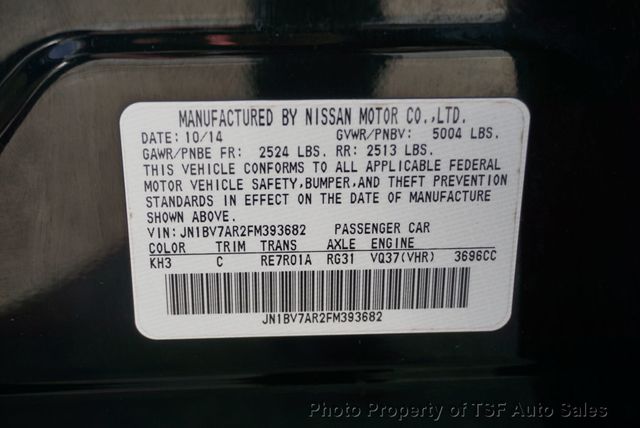 MANUFACTURED BY NISSAN MOTOR CO.,LTD.
DATE: 10/14 GVWR/PNBV: 5004 LBS.
GAWR/PNBE FR: 2524 LBS. RR: 2513 LBS.
THIS VEHICLE CONFORMS TO ALL APPLICABLE FEDERAL
MOTOR VEHICLE SAFETY,BUMPER,AND THEFT PREVENTION
STANDARDS IN EFFECT ON THE DATE OF MANUFACTURE
SHOWN ABOVE.
VIN: JN1BV7AR2FM393682 PASSENGER CAR
COLOR TRIM TRANS AXLE ENGINE
KH3 C RE7R01A RG31 VQ37(VHR) 3696CC
JN1BV7AR2FM393682
Photo Property of TSF Auto Sales